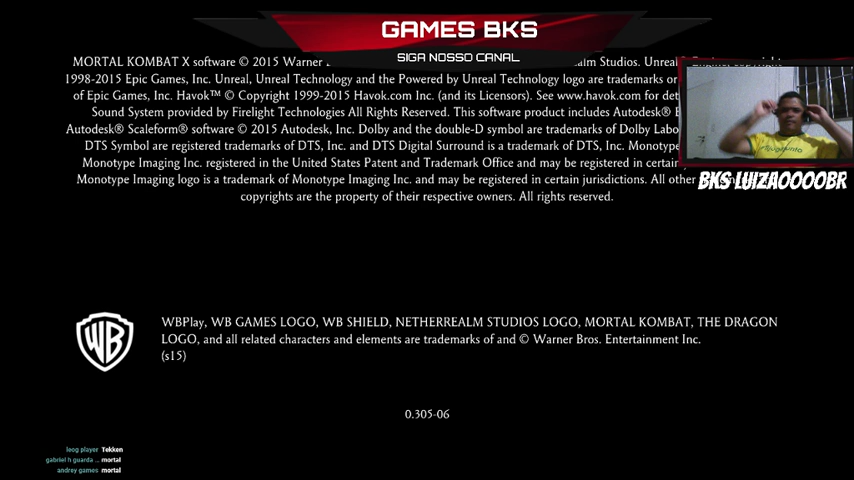 GAMES BKS
SIGA NOSSO CANAL
MORTAL KOMBAT X software © 2015 Warner alm Studios. Unreal
1998-2015 Epic Games, Inc. Unreal, Unreal Technology and the Powered by Unreal Technology logo are trademarks or
of Epic Games, Inc. Havok™ © Copyright 1999-2015 Havok.com Inc. (and its Licensors). See www.havok.com for
Sound System provided by Firelight Technologies All Rights Reserved. This software product includes Autodesk®
Autodesk® Scaleform® software © 2015 Autodesk, Inc. Dolby and the double-D symbol are trademarks of Dolby
DTS Symbol are registered trademarks of DTS, Inc. and DTS Digital Surround is a trademark of DTS, Inc. Monotype
Monotype Imaging Inc. registered in the United States Patent and Trademark Office and may be registered in certain
Monotype Imaging logo is a trademark of Monotype Imaging Inc. and may be registered in certain jurisdictions. All other
copyrights are the property of their respective owners. All rights reserved.
BKS LUIZAOOOOBR
WB
WBPlay, WB GAMES LOGO, WB SHIELD, NETHERREALM STUDIOS LOGO, MORTAL KOMBAT, THE DRAGON
LOGO, and all related characters and elements are trademarks of and © Warner Bros. Entertainment Inc.
(s15)
0.305-06
leog player Tekken
gabriel h guarda ... mortal
andrey games mortal